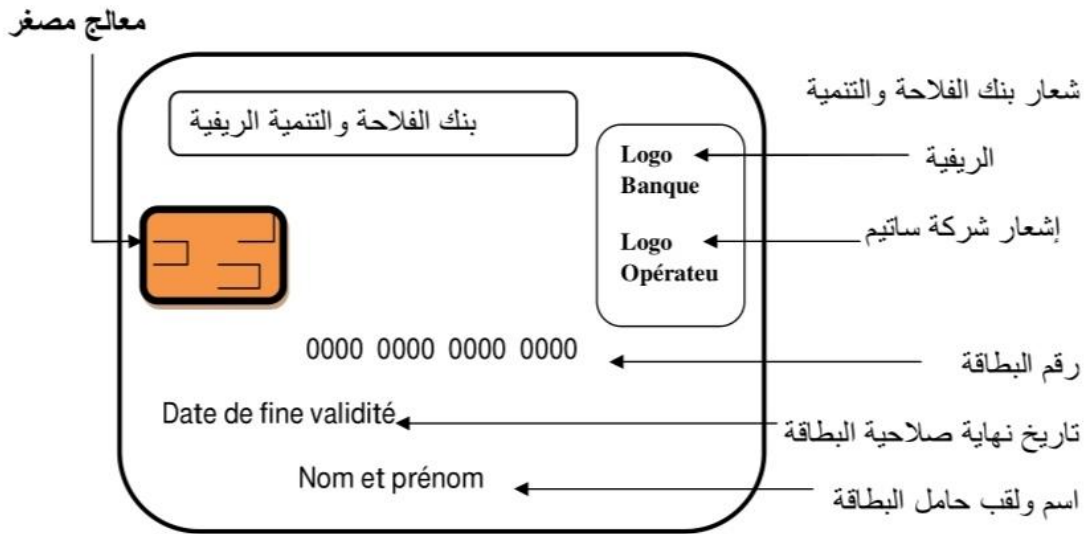 معالج مصغر
شعار بنك الفلاحة والتنمية
بنك الفلاحة والتنمية الريفية
Logo
Banque
الريفية
Logo
Opérateu
إشعار شركة ساتيم
0000 0000 0000 0000
رقم البطاقة
Date de fine validité
تاريخ نهاية صلاحية البطاقة
Nom et prénom
اسم ولقب حامل البطاقة